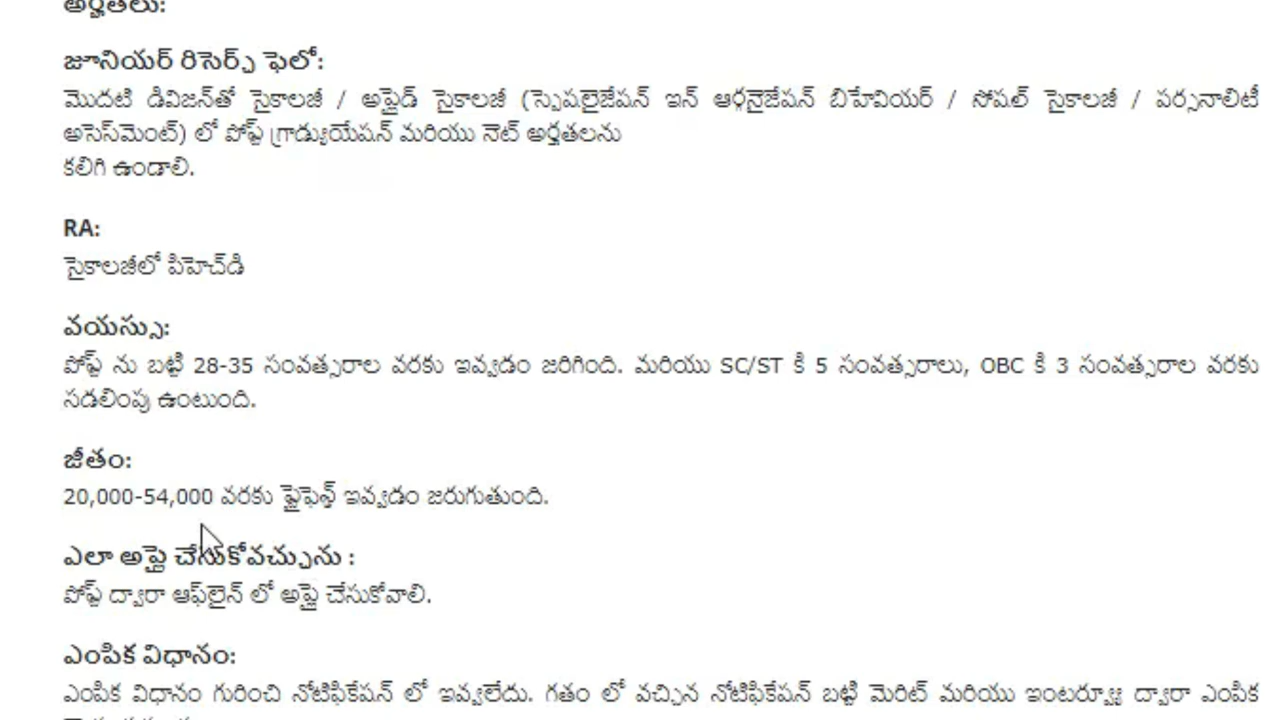 అర్హతలు:
జూనియర్ రిసెర్చ్ ఫెలో:
మొదటి డివిజన్‌తో సైకాలజీ / అప్లైడ్ సైకాలజీ (స్పెషలైజేషన్ ఇన్ ఆర్గనైజేషన్ బిహేవియర్ / సోషల్ సైకాలజీ / పర్సనాలిటీ
అసెస్‌మెంట్) లో పోస్ట్ గ్రాడ్యుయేషన్ మరియు నెట్ అర్హతలను
కలిగి ఉండాలి.
RA:
సైకాలజీలో పిహెచ్‌డి
వయస్సు:
పోస్ట్ ను బట్టి 28-35 సంవత్సరాల వరకు ఇవ్వడం జరిగింది. మరియు SC/ST కి 5 సంవత్సరాలు, OBC కి 3 సంవత్సరాల వరకు
సడలింపు ఉంటుంది.
జీతం:
20,000-54,000 వరకు స్టైఫెన్డ్ ఇవ్వడం జరుగుతుంది.
ఎలా అప్లై చేసుకోవచ్చును :
పోస్ట్ ద్వారా ఆఫ్‌లైన్ లో అప్లై చేసుకోవాలి.
ఎంపిక విధానం:
ఎంపిక విధానం గురించి నోటిఫికేషన్ లో ఇవ్వలేదు. గతం లో వచ్చిన నోటిఫికేషన్ బట్టి మెరిట్ మరియు ఇంటర్వ్యూ ద్వారా ఎంపిక